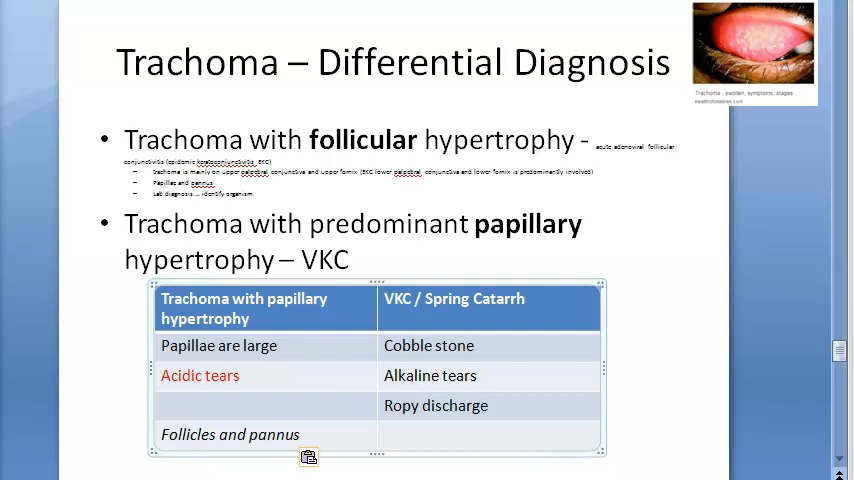 Trachoma – Differential Diagnosis
Trachoma - swollen, symptoms, stages ...
healthofchildren.com
• Trachoma with follicular hypertrophy - acute adenoviral follicular
conjunctivitis (epidemic keratoconjunctivitis EKC)
– trachoma is mainly on upper palpebral conjunctiva and upper fornix (EKC lower palpebral conjunctiva and lower fornix is predominantly involved)
– Papillae and pannus
– Lab diagnosis ... identify organism
• Trachoma with predominant papillary
hypertrophy – VKC
Trachoma with papillary hypertrophy
VKC / Spring Catarrh
Papillae are large
Cobble stone
Acidic tears
Alkaline tears
Ropy discharge
Follicles and pannus